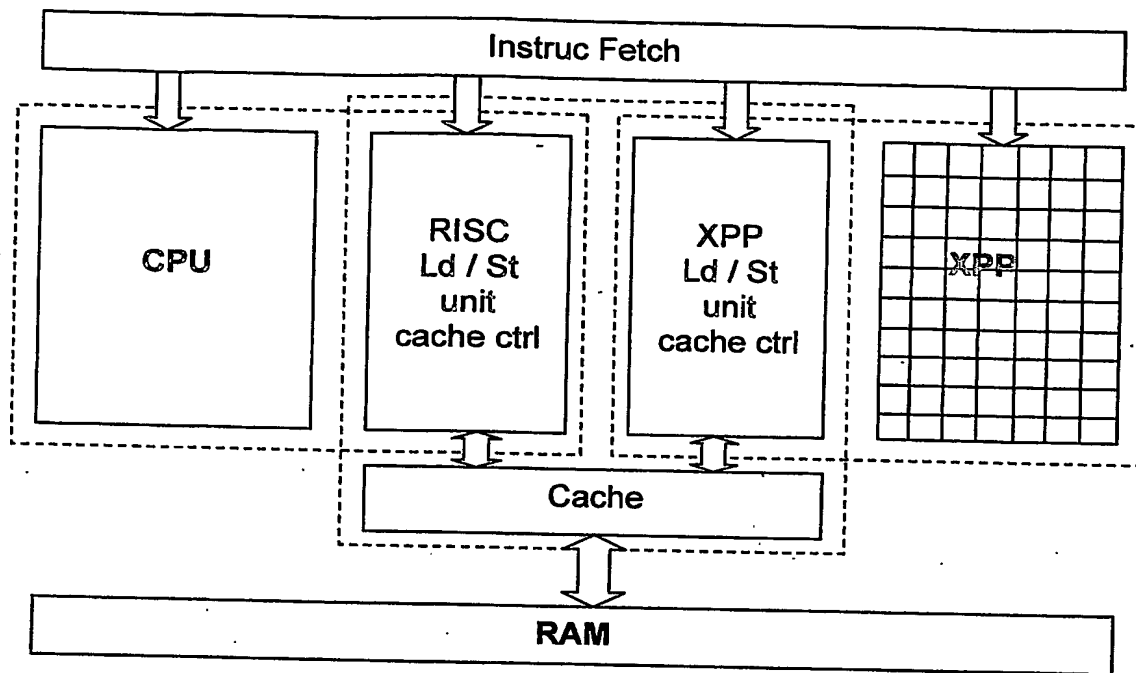 Instruc Fetch
CPU
RISC
Ld / St
unit
cache ctrl
XPP
Ld / St
unit
cache ctrl
XPP
Cache
RAM